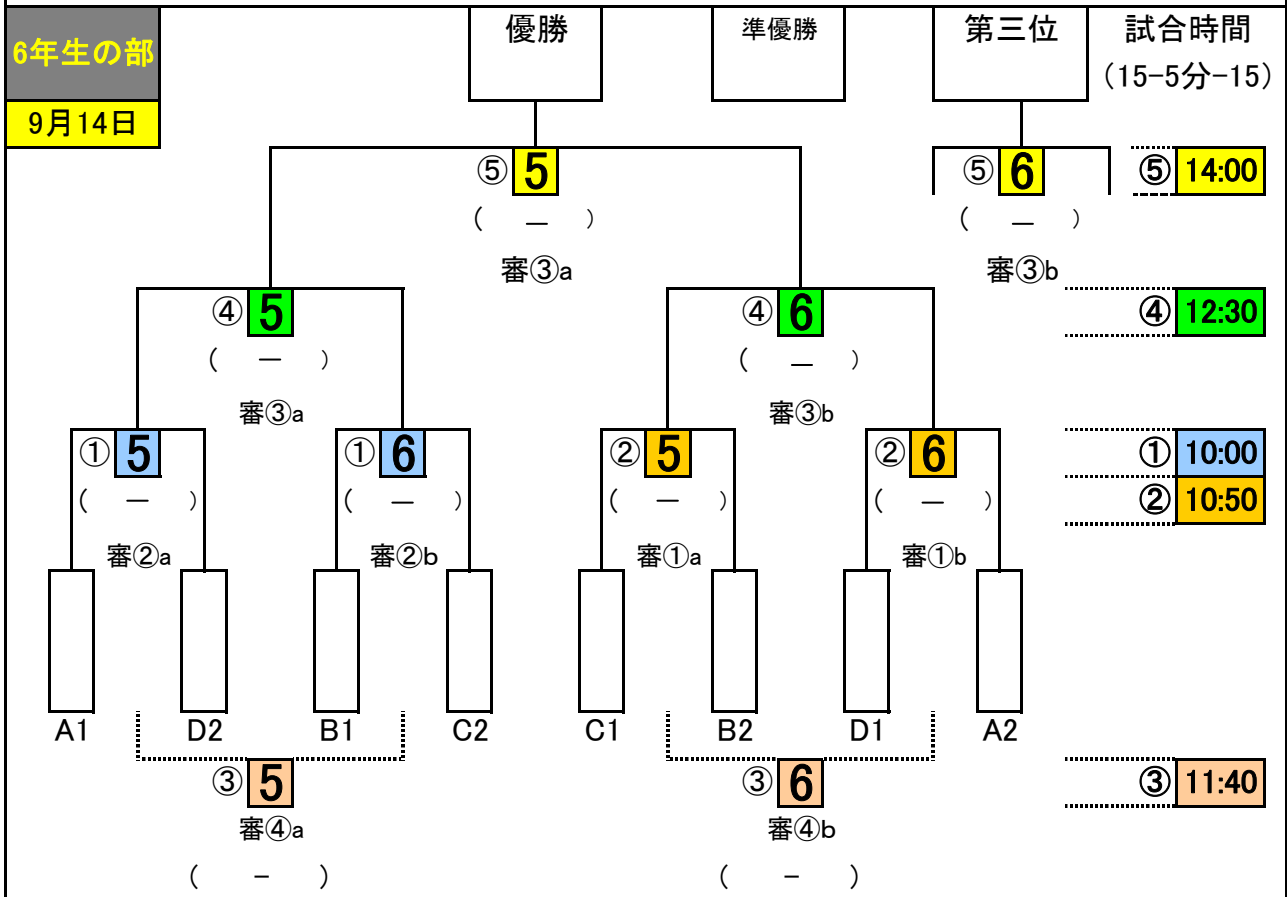 6年生の部
優勝
準優勝
第三位
試合時間
(15-5分-15)
9月14日
⑤ 5
⑤ 6
⑤ 14:00
( － )
( － )
審③a
審③b
④ 5
④ 6
④ 12:30
( － )
( － )
審③a
審③b
① 5
① 6
② 5
② 6
① 10:00
② 10:50
( － )
( － )
( － )
( － )
審②a
審②b
審①a
審①b
A1
D2
B1
C2
C1
B2
D1
A2
③ 5
③ 6
③ 11:40
審④a
審④b
( - )
( - )